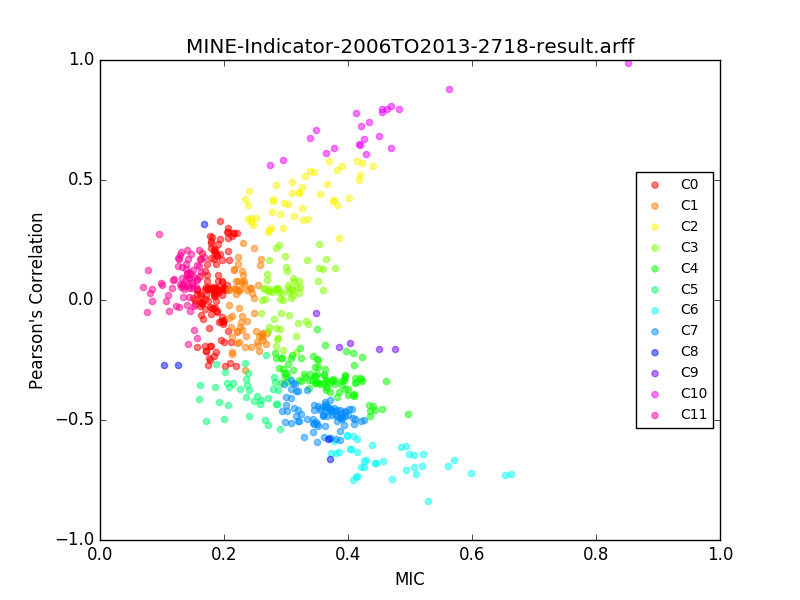 MINE-Indicator-2006TO2013-2718-result.arff
1.0
0.5
0.0
−0.5
−1.0
Pearson's Correlation
C0
C1
C2
C3
C4
C5
C6
C7
C8
C9
C10
C11
0.0 0.2 0.4 0.6 0.8 1.0
MIC